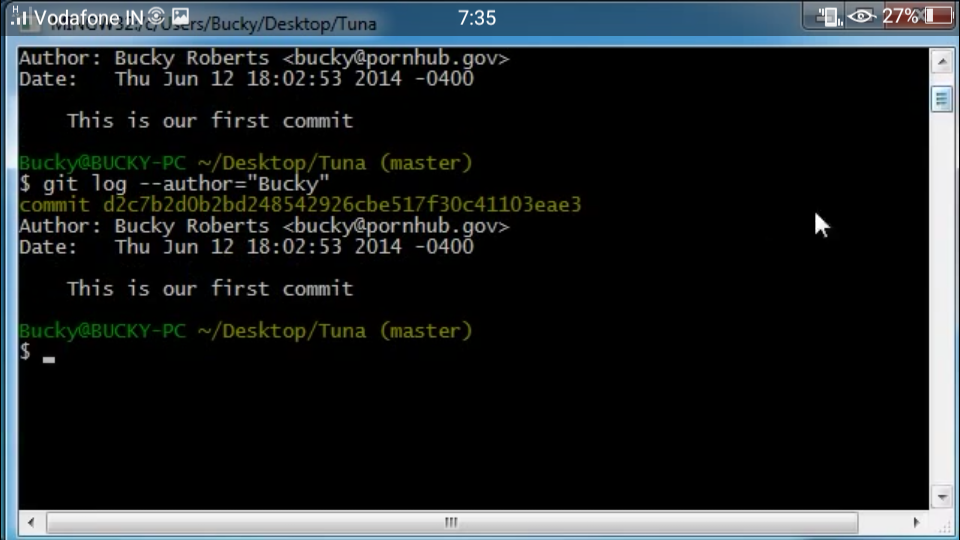 Vodafone IN 7:35 27%
MINGW32:/c/Users/Bucky/Desktop/Tuna
Author: Bucky Roberts <bucky@pornhub.gov>
Date:   Thu Jun 12 18:02:53 2014 -0400
This is our first commit
Bucky@BUCKY-PC ~/Desktop/Tuna (master)
$ git log --author="Bucky"
commit d2c7b2d0b2bd248542926cbe517f30c41103eae3
Author: Bucky Roberts <bucky@pornhub.gov>
Date:   Thu Jun 12 18:02:53 2014 -0400
This is our first commit
Bucky@BUCKY-PC ~/Desktop/Tuna (master)
$